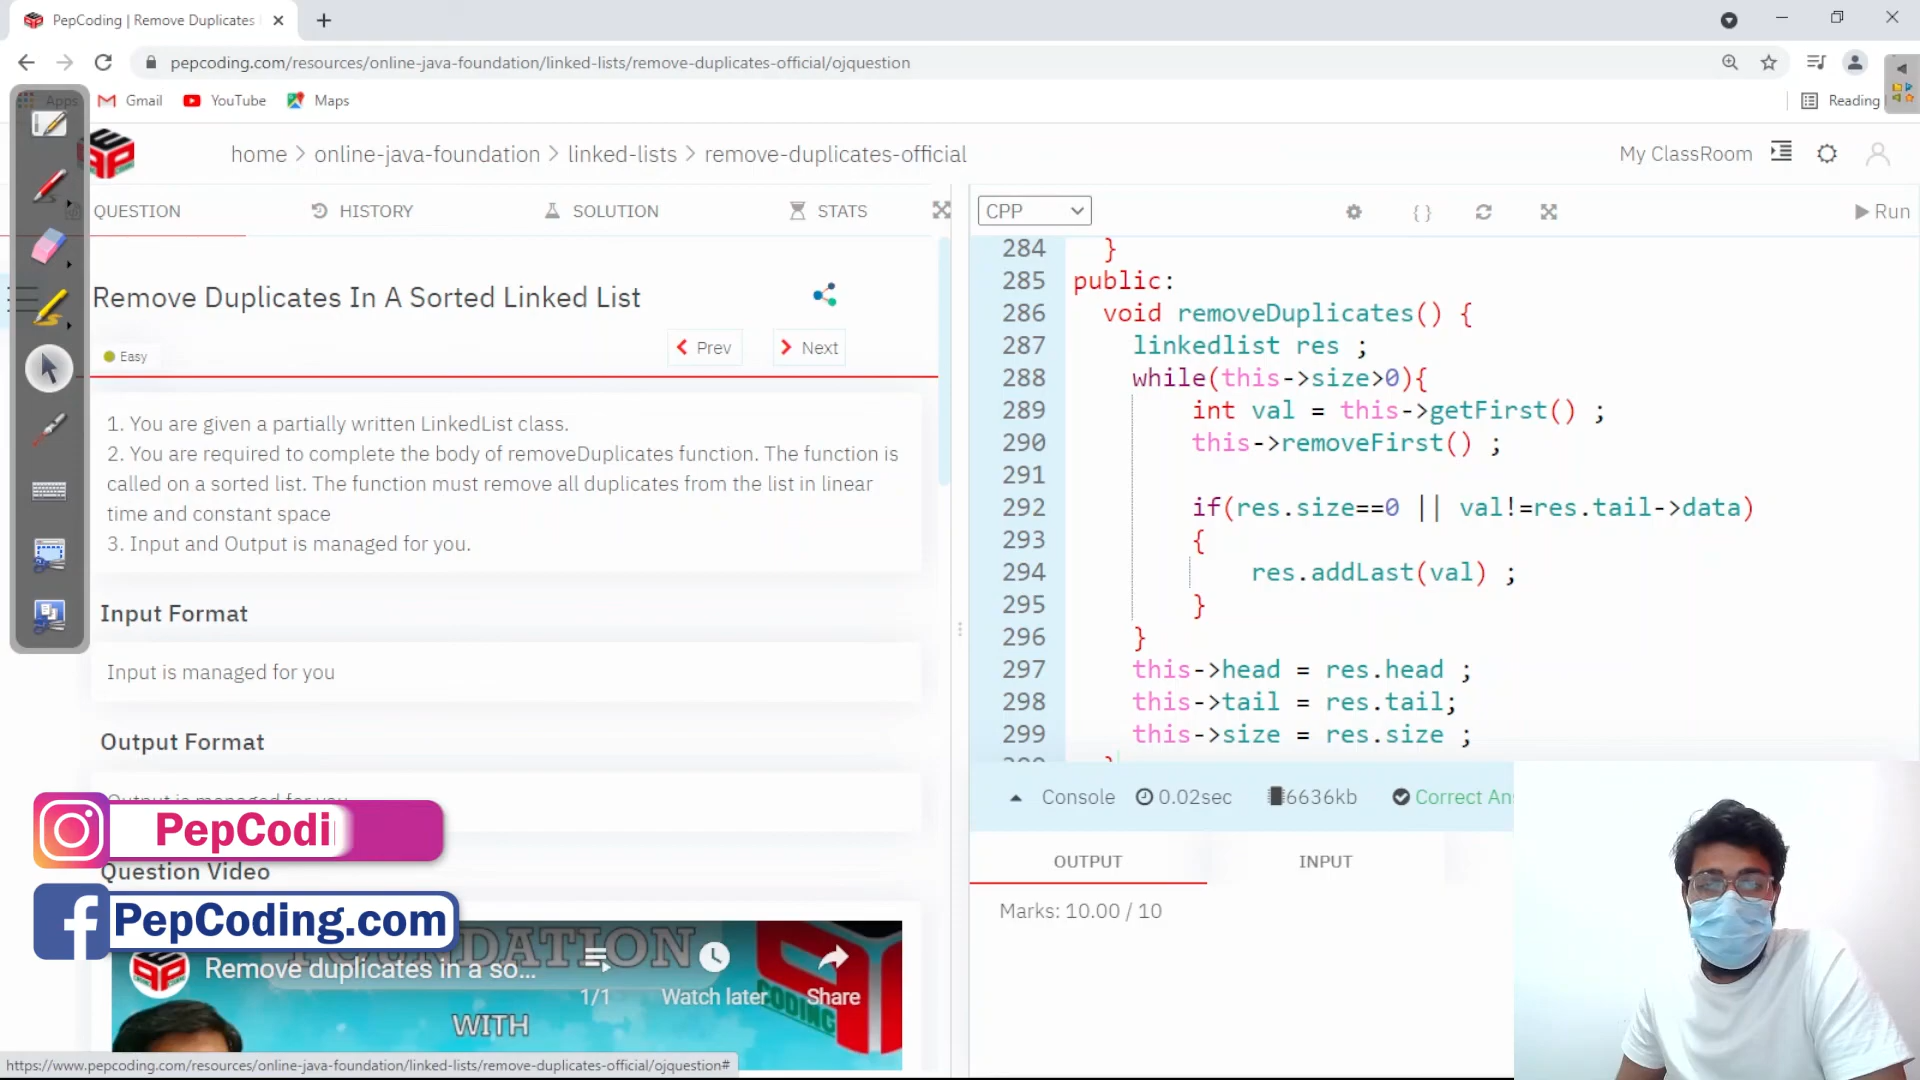 PepCoding | Remove Duplicates
pepcoding.com/resources/online-java-foundation/linked-lists/remove-duplicates-official/ojquestion
Apps
Gmail
YouTube
Maps
Reading
home > online-java-foundation > linked-lists > remove-duplicates-official
My ClassRoom
QUESTION
HISTORY
SOLUTION
STATS
CPP
{ }
Run
Remove Duplicates In A Sorted Linked List
Easy
Prev
Next
1. You are given a partially written LinkedList class.
2. You are required to complete the body of removeDuplicates function. The function is
called on a sorted list. The function must remove all duplicates from the list in linear
time and constant space
3. Input and Output is managed for you.
Input Format
Input is managed for you
Output Format
Output is managed for you
Question Video
PepCodi
PepCoding.com
FOUNDATION
Remove duplicates in a so...
1/1
Watch later
Share
CODING
WITH
https://www.pepcoding.com/resources/online-java-foundation/linked-lists/remove-duplicates-official/ojquestion#
284 }
285 public:
286 void removeDuplicates() {
287 linkedlist res ;
288 while(this->size>0){
289 int val = this->getFirst() ;
290 this->removeFirst() ;
291
292 if(res.size==0 || val!=res.tail->data)
293 {
294 res.addLast(val) ;
295 }
296 }
297 this->head = res.head ;
298 this->tail = res.tail;
299 this->size = res.size ;
Console
0.02sec
6636kb
Correct An
OUTPUT
INPUT
Marks: 10.00 / 10